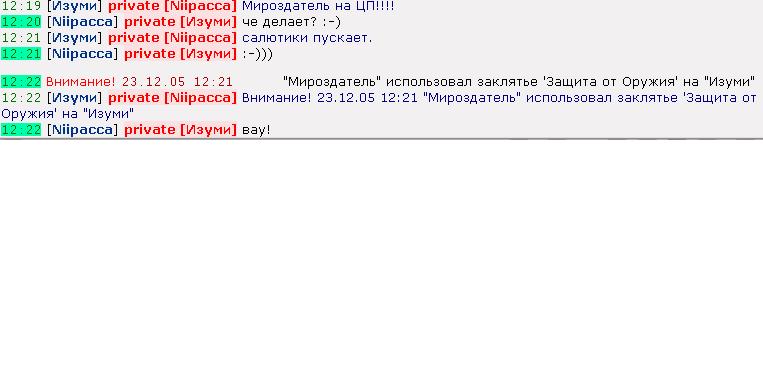 12:19 [Изуми] private [Niipacca] Мироздатель на ЦП!!!!
12:20 [Niipacca] private [Изуми] че делает? :-)
12:21 [Изуми] private [Niipacca] салютики пускает.
12:21 [Niipacca] private [Изуми] :-)))
12:22 Внимание! 23.12.05 12:21 "Мироздатель" использовал заклятье 'Защита от Оружия' на "Изуми"
12:22 [Изуми] private [Niipacca] Внимание! 23.12.05 12:21 "Мироздатель" использовал заклятье 'Защита от
Оружия' на "Изуми"
12:22 [Niipacca] private [Изуми] вау!